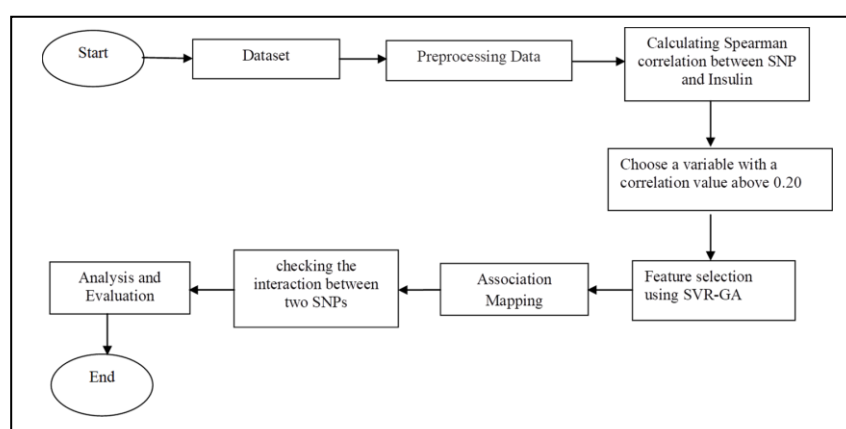 Start
Dataset
Preprocessing Data
Calculating Spearman
correlation between SNP
and Insulin
Choose a variable with a
correlation value above 0.20
Feature selection
using SVR-GA
Association
Mapping
checking the
interaction between
two SNPs
Analysis and
Evaluation
End